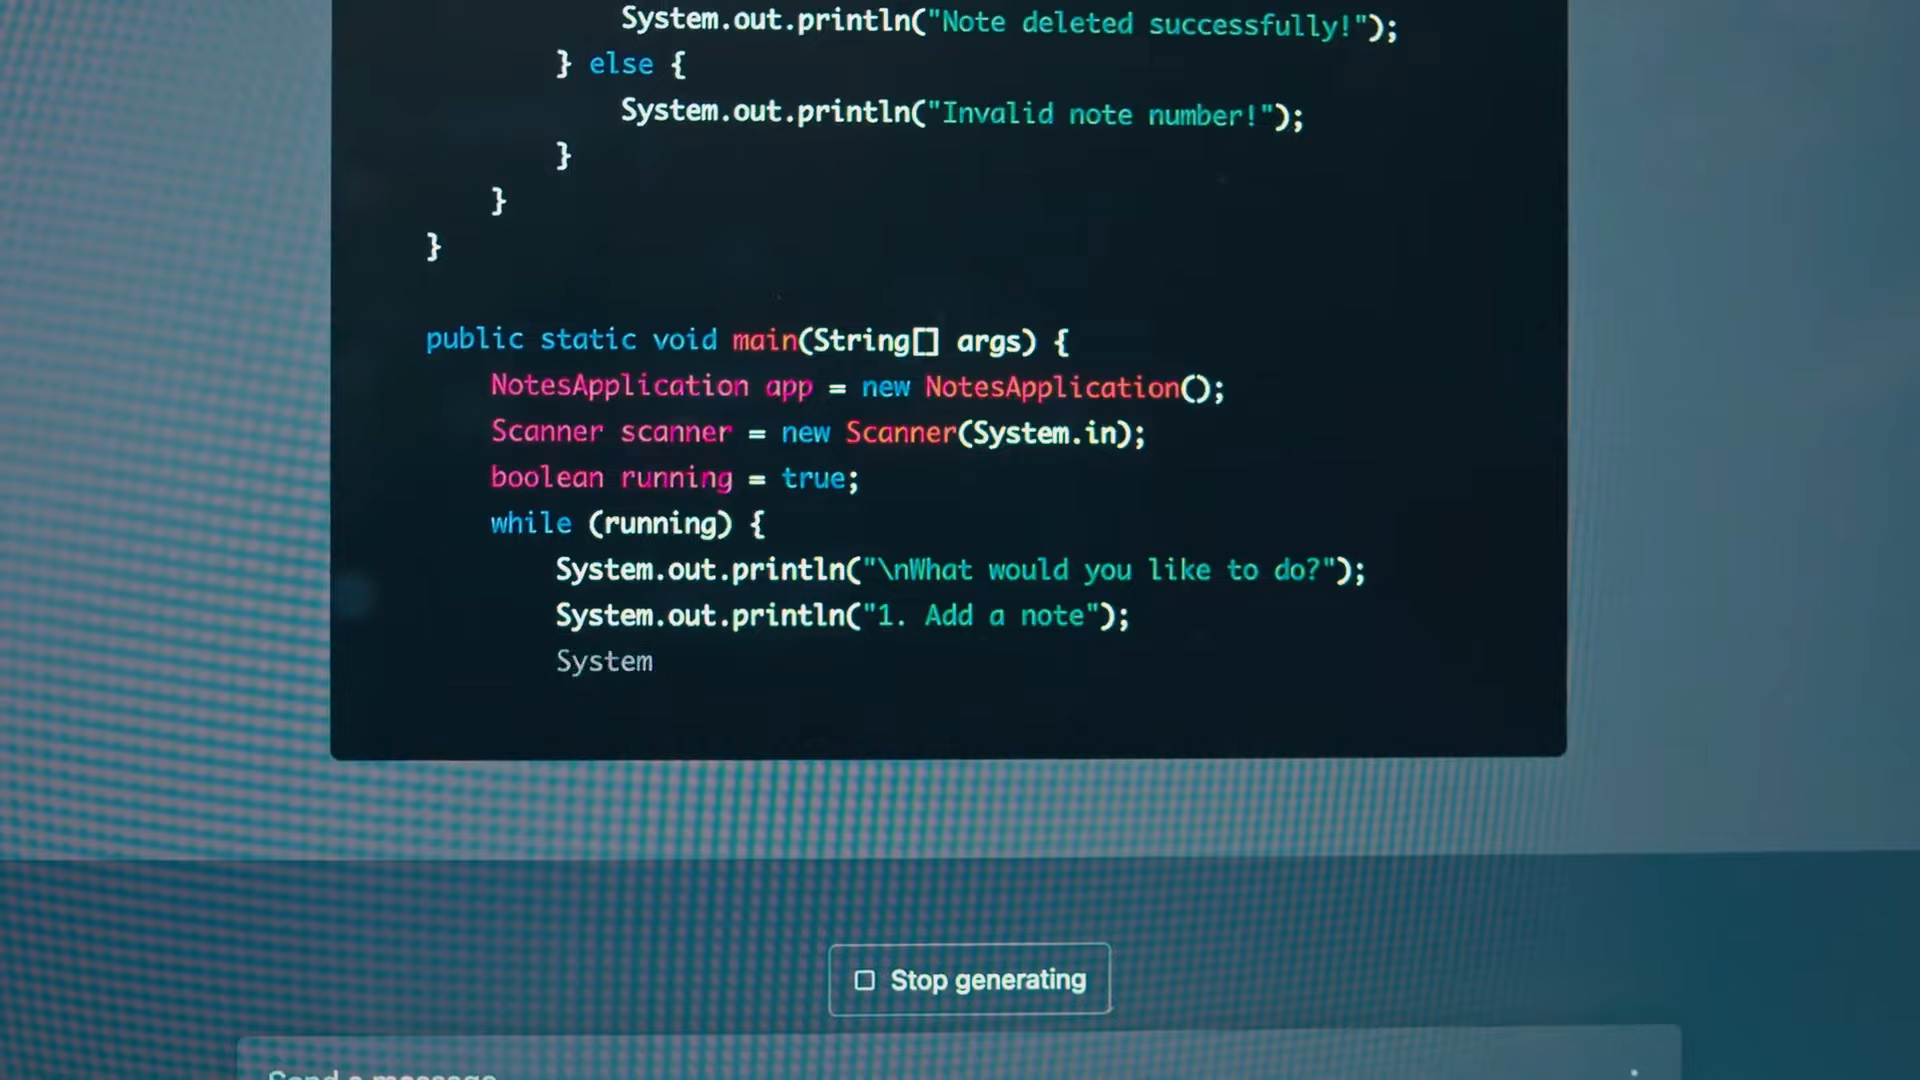 System.out.println("Note deleted successfully!");
} else {
System.out.println("Invalid note number!");
}
}
}
public static void main(String[] args) {
NotesApplication app = new NotesApplication();
Scanner scanner = new Scanner(System.in);
boolean running = true;
while (running) {
System.out.println("\nWhat would you like to do?");
System.out.println("1. Add a note");
System
Stop generating
Send a message